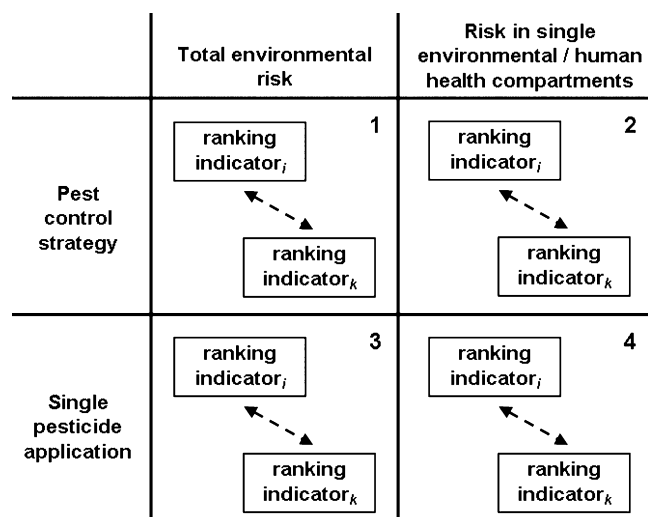 Total environmental
risk
Risk in single
environmental / human
health compartments
Pest
control
strategy
1
ranking
indicatori
ranking
indicatork
2
ranking
indicatori
ranking
indicatork
Single
pesticide
application
3
ranking
indicatori
ranking
indicatork
4
ranking
indicatori
ranking
indicatork